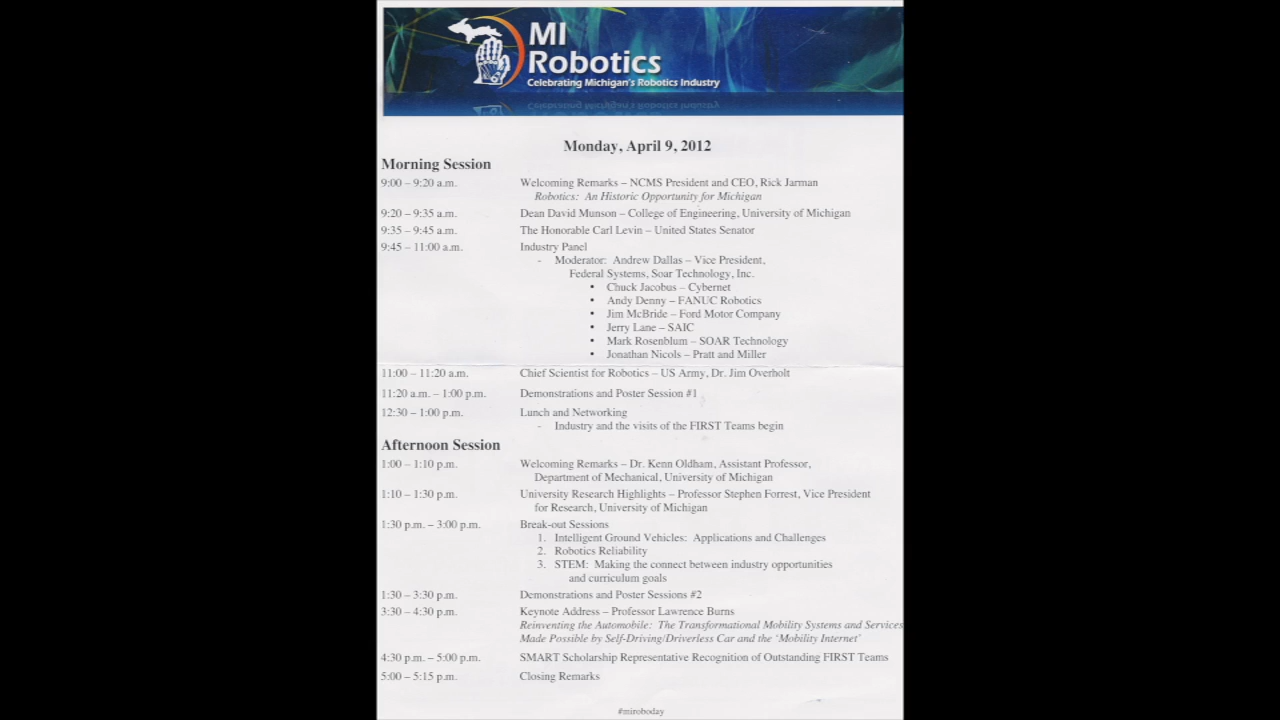 MI
Robotics
Celebrating Michigan's Robotics Industry
Monday, April 9, 2012
Morning Session
9:00 – 9:20 a.m. Welcoming Remarks – NCMS President and CEO, Rick Jarman
Robotics: An Historic Opportunity for Michigan
9:20 – 9:35 a.m. Dean David Munson – College of Engineering, University of Michigan
9:35 – 9:45 a.m. The Honorable Carl Levin – United States Senator
9:45 – 11:00 a.m. Industry Panel
- Moderator: Andrew Dallas – Vice President,
Federal Systems, Soar Technology, Inc.
• Chuck Jacobus – Cybernet
• Andy Denny – FANUC Robotics
• Jim McBride – Ford Motor Company
• Jerry Lane – SAIC
• Mark Rosenblum – SOAR Technology
• Jonathan Nicols – Pratt and Miller
11:00 – 11:20 a.m. Chief Scientist for Robotics – US Army, Dr. Jim Overholt
11:20 a.m. – 1:00 p.m. Demonstrations and Poster Session #1
12:30 – 1:00 p.m. Lunch and Networking
- Industry and the visits of the FIRST Teams begin
Afternoon Session
1:00 – 1:10 p.m. Welcoming Remarks – Dr. Kenn Oldham, Assistant Professor,
Department of Mechanical, University of Michigan
1:10 – 1:30 p.m. University Research Highlights – Professor Stephen Forrest, Vice President
for Research, University of Michigan
1:30 p.m. – 3:00 p.m. Break-out Sessions
1. Intelligent Ground Vehicles: Applications and Challenges
2. Robotics Reliability
3. STEM: Making the connect between industry opportunities
and curriculum goals
1:30 – 3:30 p.m. Demonstrations and Poster Sessions #2
3:30 – 4:30 p.m. Keynote Address – Professor Lawrence Burns
Reinventing the Automobile: The Transformational Mobility Systems and Services
Made Possible by Self-Driving/Driverless Car and the 'Mobility Internet'
4:30 p.m. – 5:00 p.m. SMART Scholarship Representative Recognition of Outstanding FIRST Teams
5:00 – 5:15 p.m. Closing Remarks
#miroboday